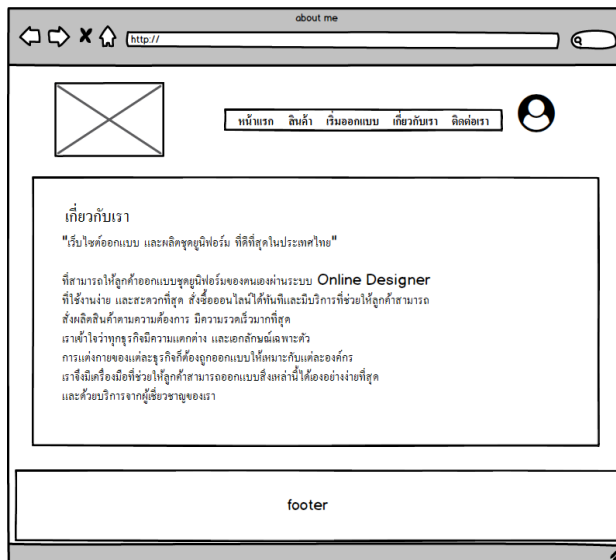 about me
http://
หน้าแรก สินค้า เริ่มออกแบบ เกี่ยวกับเรา ติดต่อเรา
เกี่ยวกับเรา
"เว็บไซต์ออกแบบ และผลิตชุดยูนิฟอร์ม ที่ดีที่สุดในประเทศไทย"
ที่สามารถให้ลูกค้าออกแบบชุดยูนิฟอร์มของตนเองผ่านระบบ Online Designer
ที่ใช้งานง่าย และสะดวกที่สุด สั่งซื้อออนไลน์ได้ทันทีและมีบริการที่ช่วยให้ลูกค้าสามารถ
สั่งผลิตสินค้าตามความต้องการ มีความรวดเร็วมากที่สุด
เราเข้าใจว่าทุกธุรกิจมีความแตกต่าง และเอกลักษณ์เฉพาะตัว
การแต่งกายของแต่ละธุรกิจก็ต้องถูกออกแบบให้เหมาะกับแต่ละองค์กร
เราจึงมีเครื่องมือที่ช่วยให้ลูกค้าสามารถออกแบบสิ่งเหล่านี้ได้เองอย่างง่ายที่สุด
และด้วยบริการจากผู้เชี่ยวชาญของเรา
footer